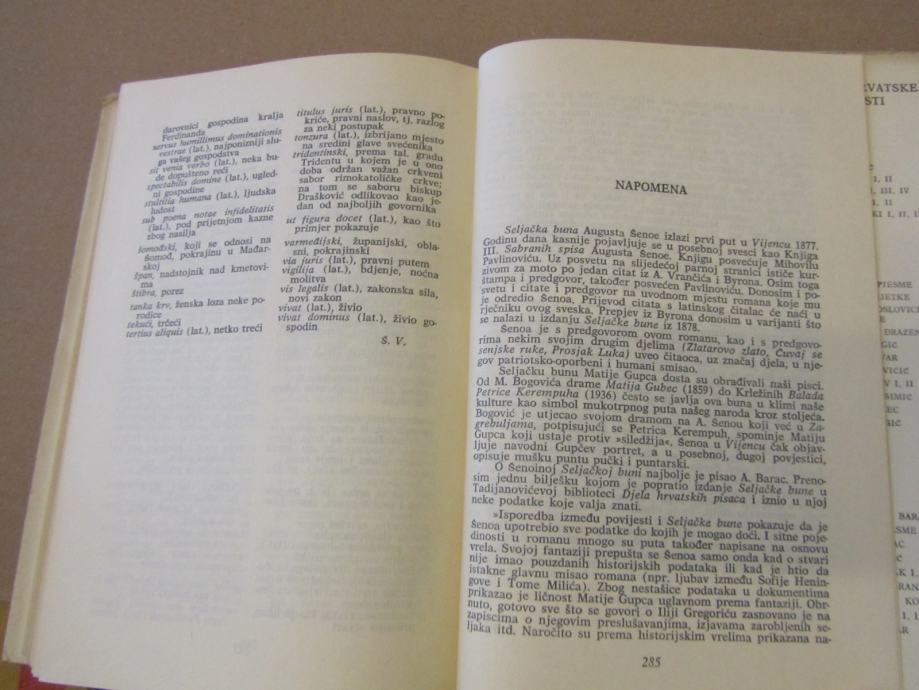 darovnici gospodina kralja
Ferdinanda
servus humillimus dominationis
vestrae (lat.), najponizniji slu-
ga vašeg gospodstva
sit venia verbo (lat.), neka bu-
de dopušteno reći
spectabilis domine (lat.), ugled-
ni gospodine
stultitia humana (lat.), ljudska
ludost
sub poena notae infidelitatis
(lat.), pod prijetnjom kazne
zbog nasilja
šomođski, koji se odnosi na
Šomođ, pokrajinu u Mađar-
skoj
špan, nadstojnik nad kmetovi-
ma
štibra, porez
tanka krv, ženska loza neke po-
rodice
tekući, trčeći
tertius aliquis (lat.), netko treći
titulus juris (lat.), pravno po-
kriće, pravni naslov, tj. razlog
za neki postupak
tonzura (lat.), izbrijano mjesto
na sredini glave svećenika
tridentinski, prema tal. gradu
Tridentu u kojem je u ono
doba održan važan crkveni
sabor rimokatoličke crkve;
na tom se saboru biskup
Drašković odlikovao kao je-
dan od najboljih govornika
ut figura docet (lat.), kao što
primjer pokazuje
varmeđijski, županijski, obla-
sni, pokrajinski
via juris (lat.), pravni putem
vigilija (lat.), bdjenje, noćna
molitva
vis legalis (lat.), zakonska sila,
novi zakon
vivat (lat.), živio
vivat dominus (lat.), živio go-
spodin
Š. V.
NAPOMENA
Seljačka buna Augusta Šenoe izlazi prvi put u Vijencu 1877.
Godinu dana kasnije pojavljuje se u posebnoj svesci kao Knjiga
III. Sabranih spisa Augusta Šenoe. Knjigu posvećuje Mihovilu
Pavlinoviću. Uz posvetu na slijedećoj parnoj stranici ističe kur-
zivom za moto po jedan citat iz A. Vrančića i Byrona. Osim toga
štampa i predgovor, također posvećen Pavlinoviću. Donosim i po-
svetu i citate i predgovor na uvodnom mjestu romana koje mu
je odredio Šenoa. Prijevod citata s latinskog čitalac će naći u
rječniku ovog sveska. Prepjev iz Byrona donosim u varijanti što
se nalazi u izdanju Seljačke bune iz 1878.
Šenoa je s predgovorom ovom romanu, kao i s predgovo-
rima nekim svojim drugim djelima (Zlatarovo zlato, Čuvaj se
senjske ruke, Prosjak Luka) uveo čitaoca, uz značaj djela, u nje-
gov patriotsko-oporbeni i humani smisao.
Seljačku bunu Matije Gupca dosta su obrađivali naši pisci.
Od M. Bogovića drame Matija Gubec (1859) do Krležinih Balada
Petrice Kerempuha (1936) često se javlja ova buna u klimi naše
kulture kao simbol mukotrpnog puta našeg naroda kroz stoljeća.
Bogović je utjecao svojom dramom na A. Šenou koji već u Za-
grebuljama, potpisujući se Petrica Kerempuh, spominje Matiju
Gupca koji ustaje protiv »siledžija«. Šenoa u Vijencu čak objav-
ljuje navodni Gupčev portret, a u posebnoj, dugoj povjestici,
opisuje mušku puntu pučki i puntarski.
O Šenoinoj Seljačkoj buni najbolje je pisao A. Barac. Preno-
sim jednu bilješku kojom je popratio izdanje Seljačke bune u
Tadijanovićevoj biblioteci Djela hrvatskih pisaca i iznio u njoj
neke podatke koje valja znati.
»Isporedba između povijesti i Seljačke bune pokazuje da je
Šenoa upotrebio sve podatke do kojih je mogao doći. I sitne poje-
dinosti u romanu mnogo su puta također napisane na osnovu
vrela. Svojoj fantaziji prepušta se Šenoa samo onda kad o stvari
nije imao pouzdanih historijskih podataka ili kad je htio da
istakne glavnu misao romana (npr. ljubav između Sofije Henin-
gove i Tome Milića). Zbog nestašice podataka u dokumentima
prikazao je ličnost Matije Gupca uglavnom prema fantaziji. Obr-
nuto, gotovo sve što se govori o Iliji Gregoriću zasnovano je na
zapiscima o njegovim preslušavanjima, izjavama zarobljenih se-
ljaka itd. Naročito su prema historijskim vrelima prikazana na-
285